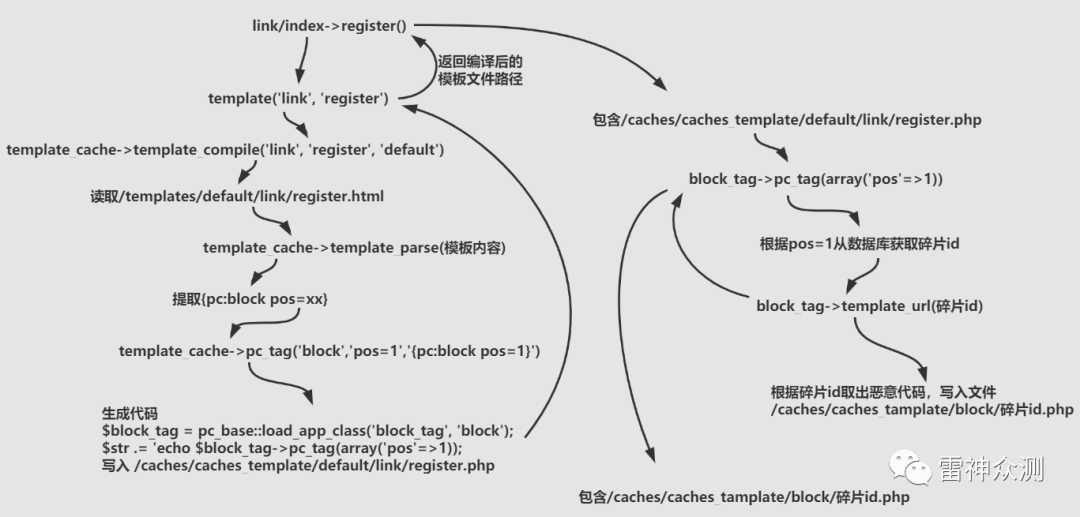 link/index->register()
返回编译后的
模板文件路径
template('link', 'register')
template_cache->template_compile('link', 'register', 'default')
读取/templates/default/link/register.html
template_cache->template_parse(模板内容)
提取{pc:block pos=xx}
template_cache->pc_tag('block','pos=1','{pc:block pos=1}')
生成代码
$block_tag = pc_base::load_app_class('block_tag', 'block');
$str .= 'echo $block_tag->pc_tag(array('pos'=>1));
写入 /caches/caches_template/default/link/register.php
包含/caches/caches_template/default/link/register.php
block_tag->pc_tag(array('pos'=>1))
根据pos=1从数据库获取碎片id
block_tag->template_url(碎片id)
根据碎片id取出恶意代码，写入文件
/caches/caches_tamplate/block/碎片id.php
包含/caches/caches_tamplate/block/碎片id.php
雷神众测